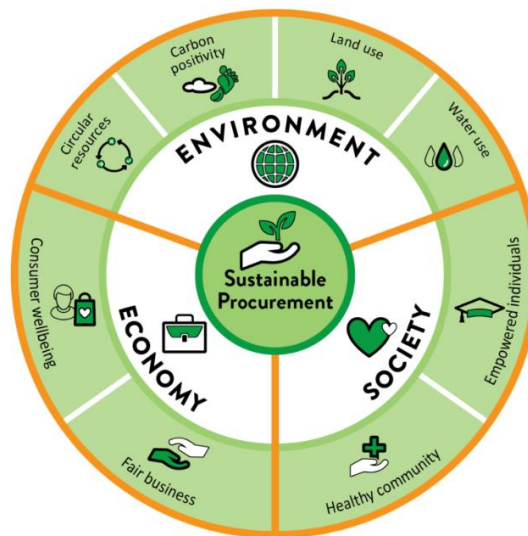 Carbon
positivity
Land use
Circular
resources
Water use
ENVIRONMENT
Sustainable
Procurement
Consumer wellbeing
Empowered individuals
ECONOMY
SOCIETY
Fair business
Healthy community